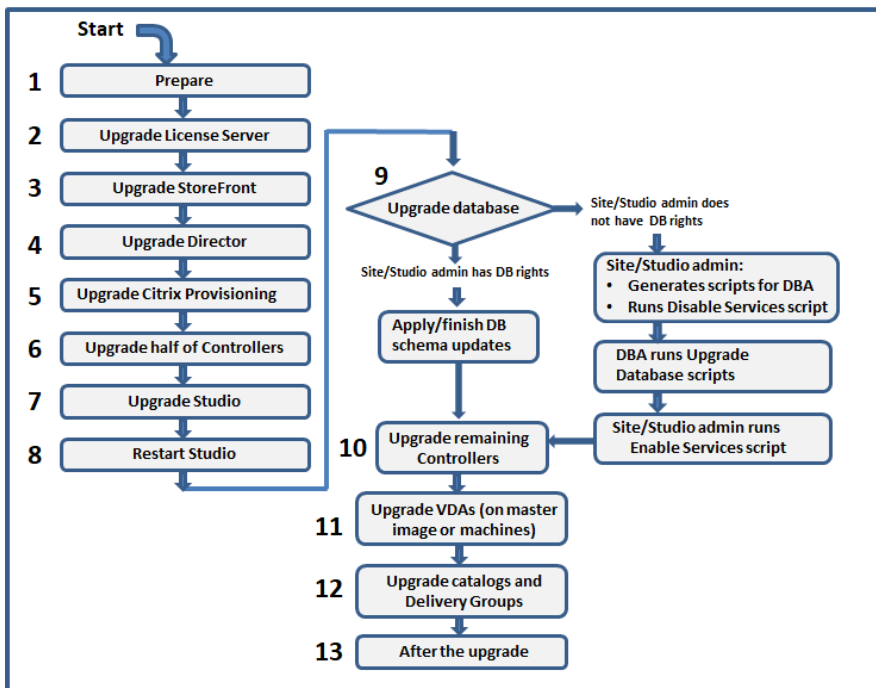 Start
1
Prepare
2
Upgrade License Server
3
Upgrade StoreFront
4
Upgrade Director
5
Upgrade Citrix Provisioning
6
Upgrade half of Controllers
7
Upgrade Studio
8
Restart Studio
9
Upgrade database
Site/Studio admin has DB rights
Apply/finish DB
schema updates
Site/Studio admin does
not have DB rights
Site/Studio admin:
• Generates scripts for DBA
• Runs Disable Services script
DBA runs Upgrade
Database scripts
Site/Studio admin runs
Enable Services script
10
Upgrade remaining
Controllers
11
Upgrade VDAs (on master
image or machines)
12
Upgrade catalogs and
Delivery Groups
13
After the upgrade